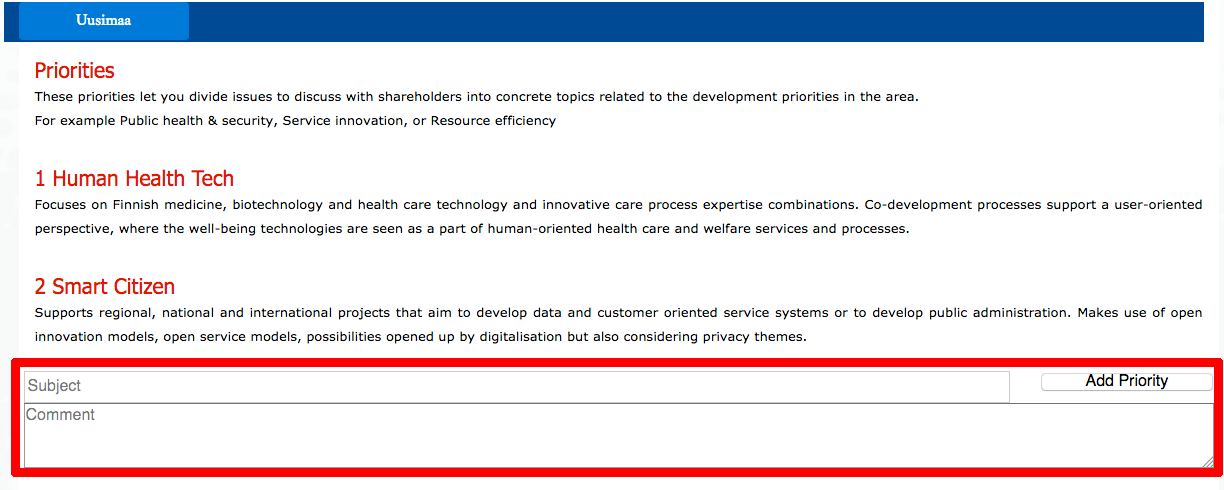 Uusimaa
Priorities
These priorities let you divide issues to discuss with shareholders into concrete topics related to the development priorities in the area.
For example Public health & security, Service innovation, or Resource efficiency
1 Human Health Tech
Focuses on Finnish medicine, biotechnology and health care technology and innovative care process expertise combinations. Co-development processes support a user-oriented
perspective, where the well-being technologies are seen as a part of human-oriented health care and welfare services and processes.
2 Smart Citizen
Supports regional, national and international projects that aim to develop data and customer oriented service systems or to develop public administration. Makes use of open
innovation models, open service models, possibilities opened up by digitalisation but also considering privacy themes.
Subject
Add Priority
Comment